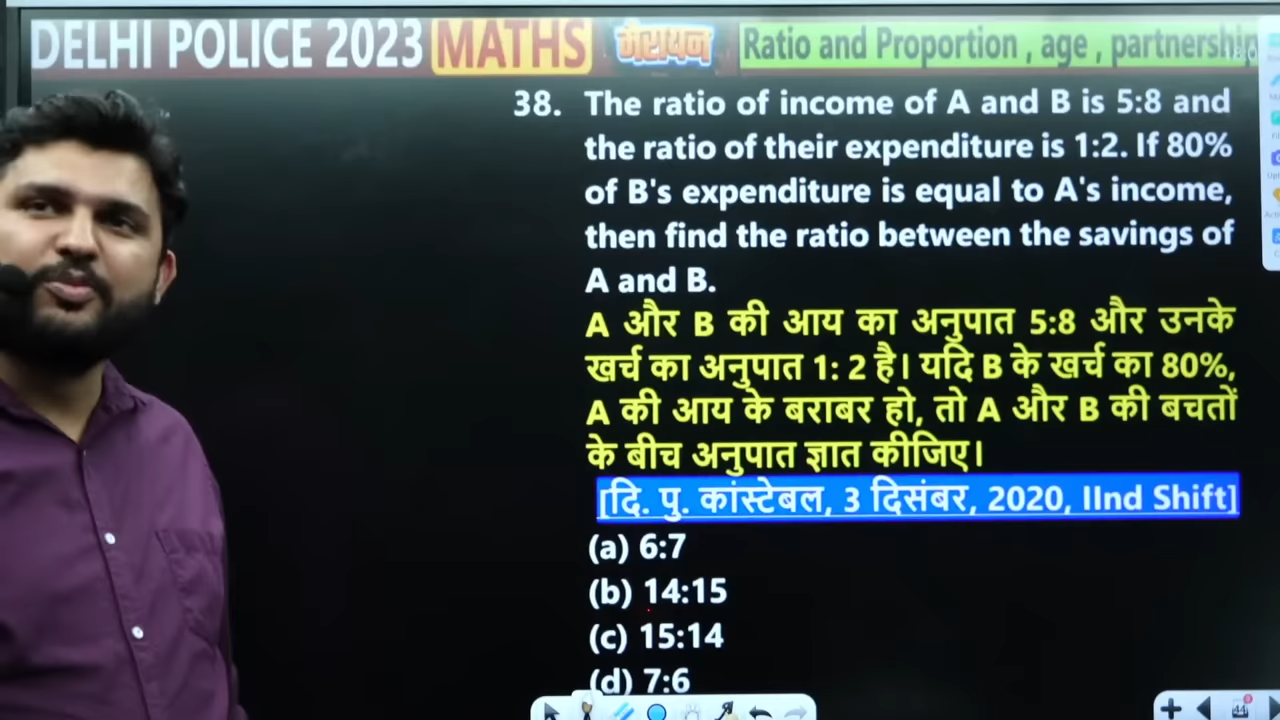 DELHI POLICE 2023 MATHS मैराथन Ratio and Proportion , age , partnership
38. The ratio of income of A and B is 5:8 and
the ratio of their expenditure is 1:2. If 80%
of B's expenditure is equal to A's income,
then find the ratio between the savings of
A and B.
A और B की आय का अनुपात 5:8 और उनके
खर्च का अनुपात 1: 2 है। यदि B के खर्च का 80%,
A की आय के बराबर हो, तो A और B की बचतों
के बीच अनुपात ज्ञात कीजिए।
[दि. पु. कांस्टेबल, 3 दिसंबर, 2020, IInd Shift]
(a) 6:7
(b) 14:15
(c) 15:14
(d) 7:6
44